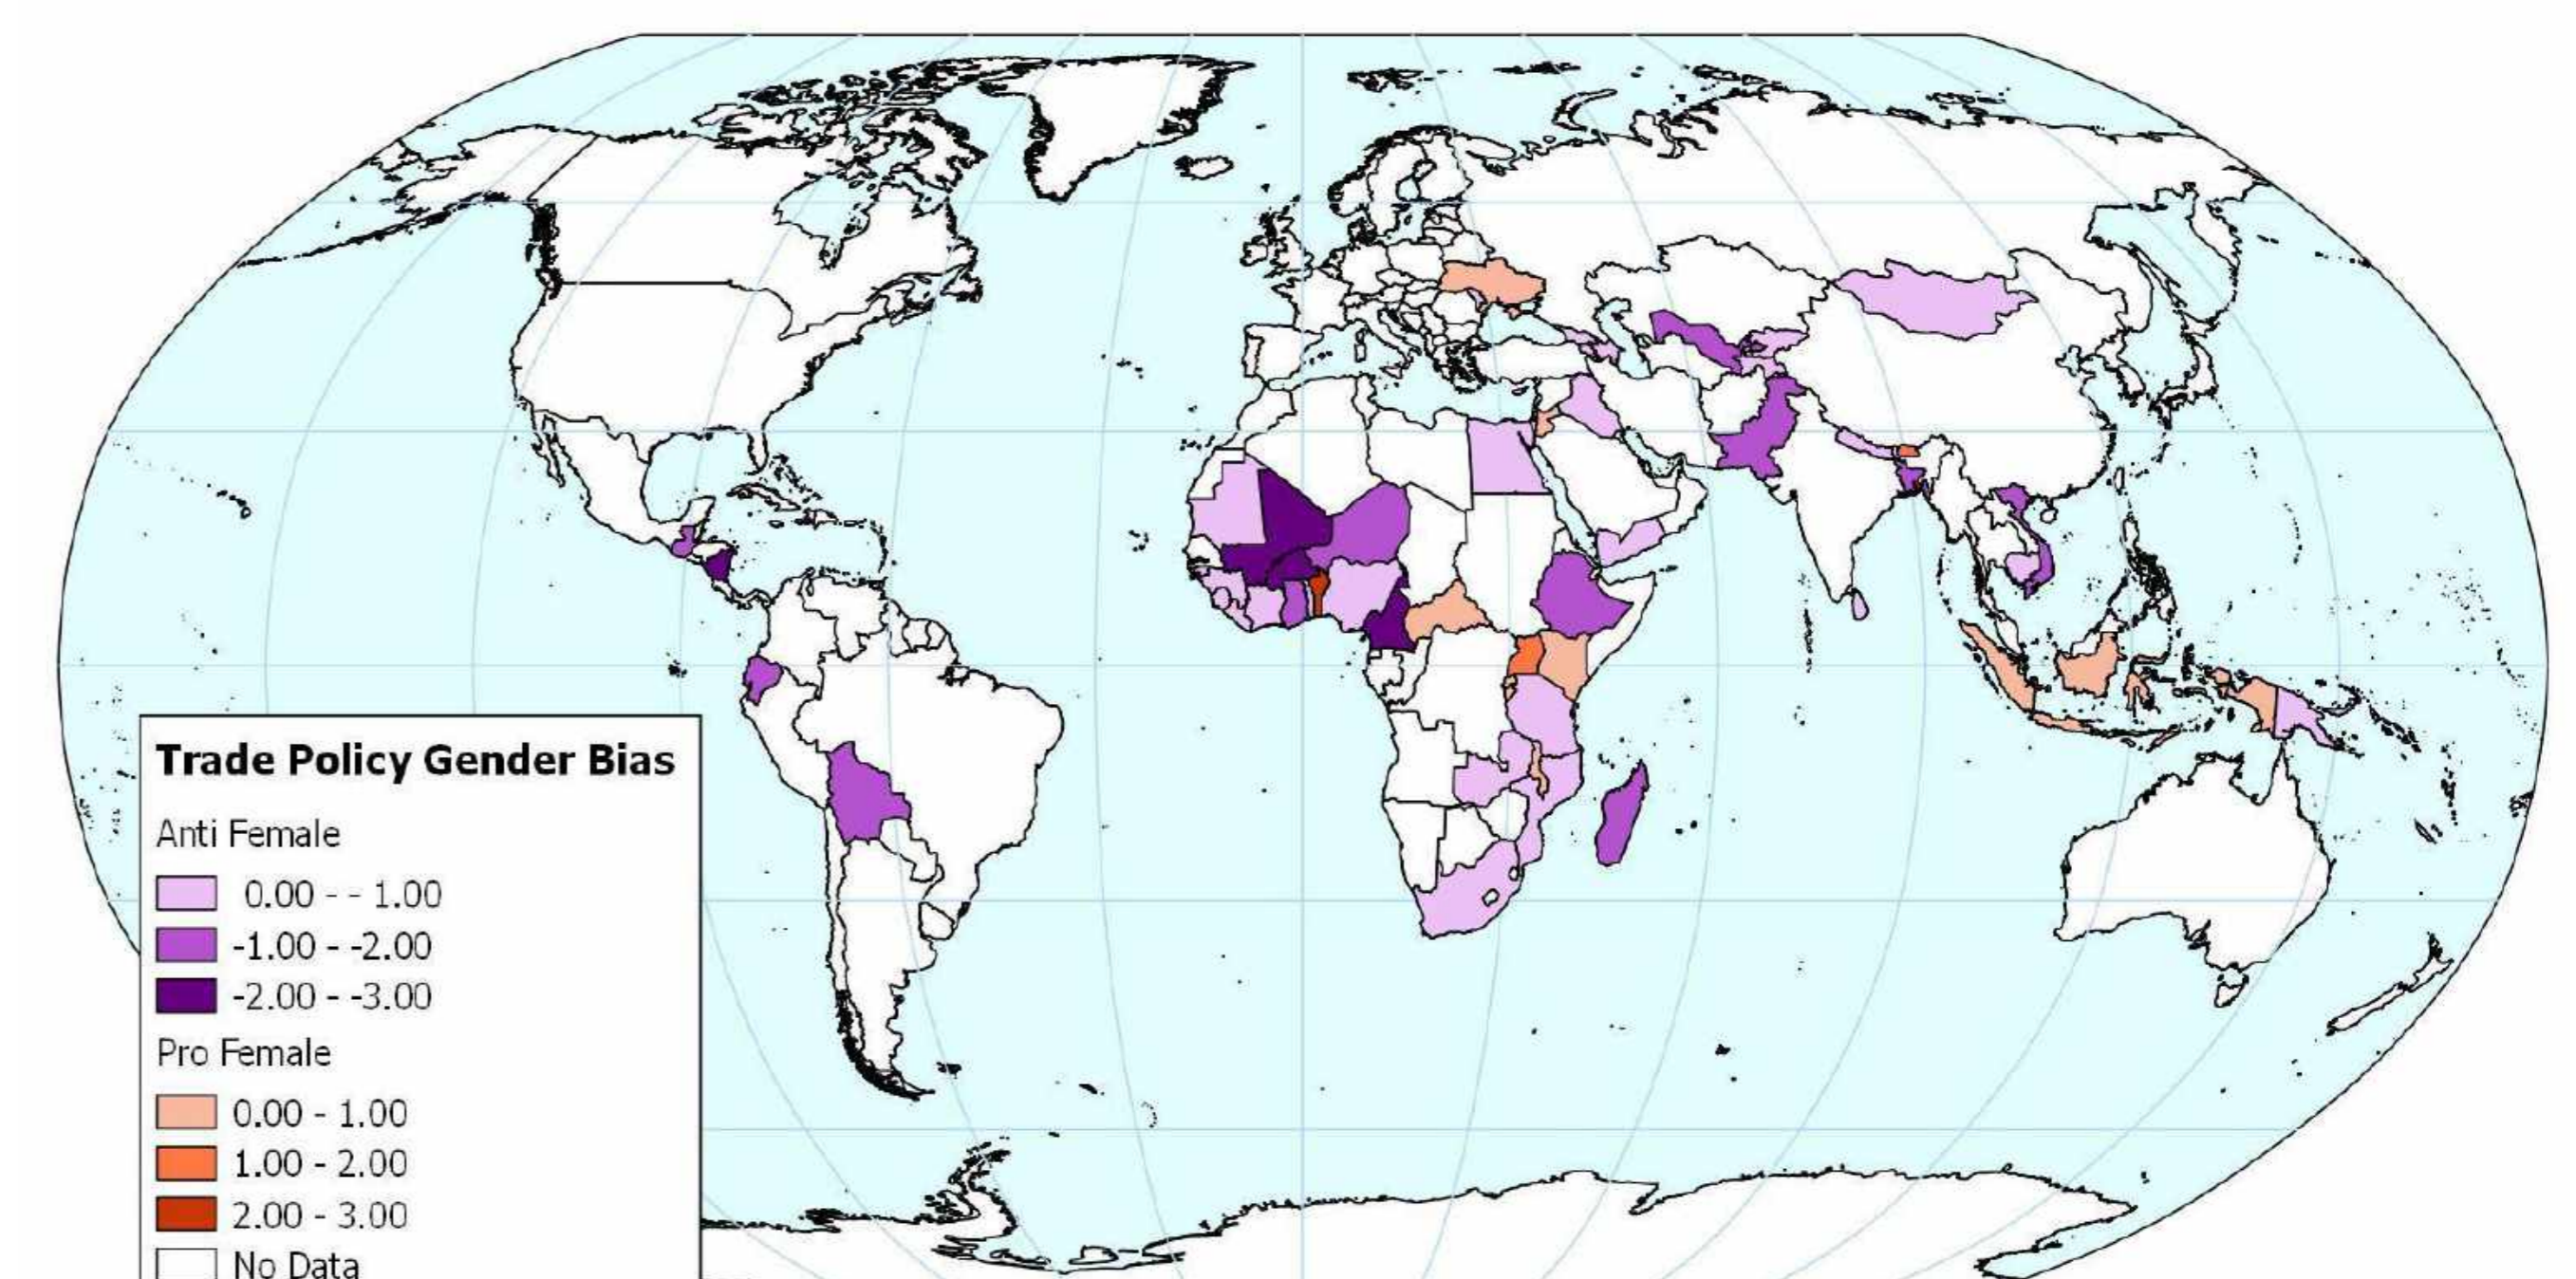 Trade Policy Gender Bias
Anti Female
0.00 - - 1.00
-1.00 - -2.00
-2.00 - -3.00
Pro Female
0.00 - 1.00
1.00 - 2.00
2.00 - 3.00
No Data